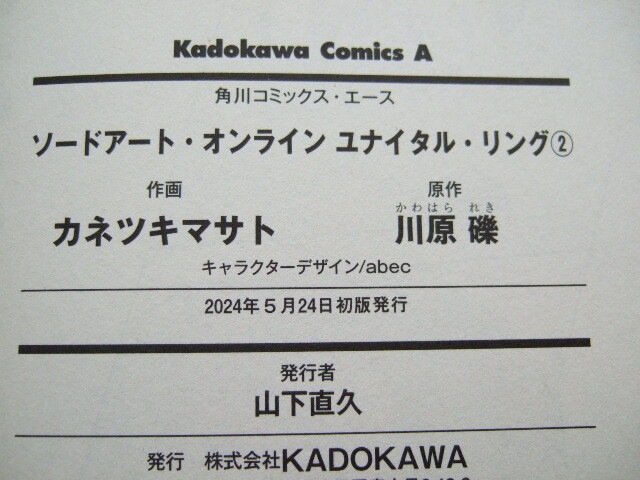 Kadokawa Comics A
角川コミックス・エース
ソードアート・オンライン ユナイタル・リング②
作画
カネツキマサト
原作
かわはら れき
川原 礫
キャラクターデザイン/abec
2024年5月24日初版発行
発行者
山下直久
発行 株式会社KADOKAWA